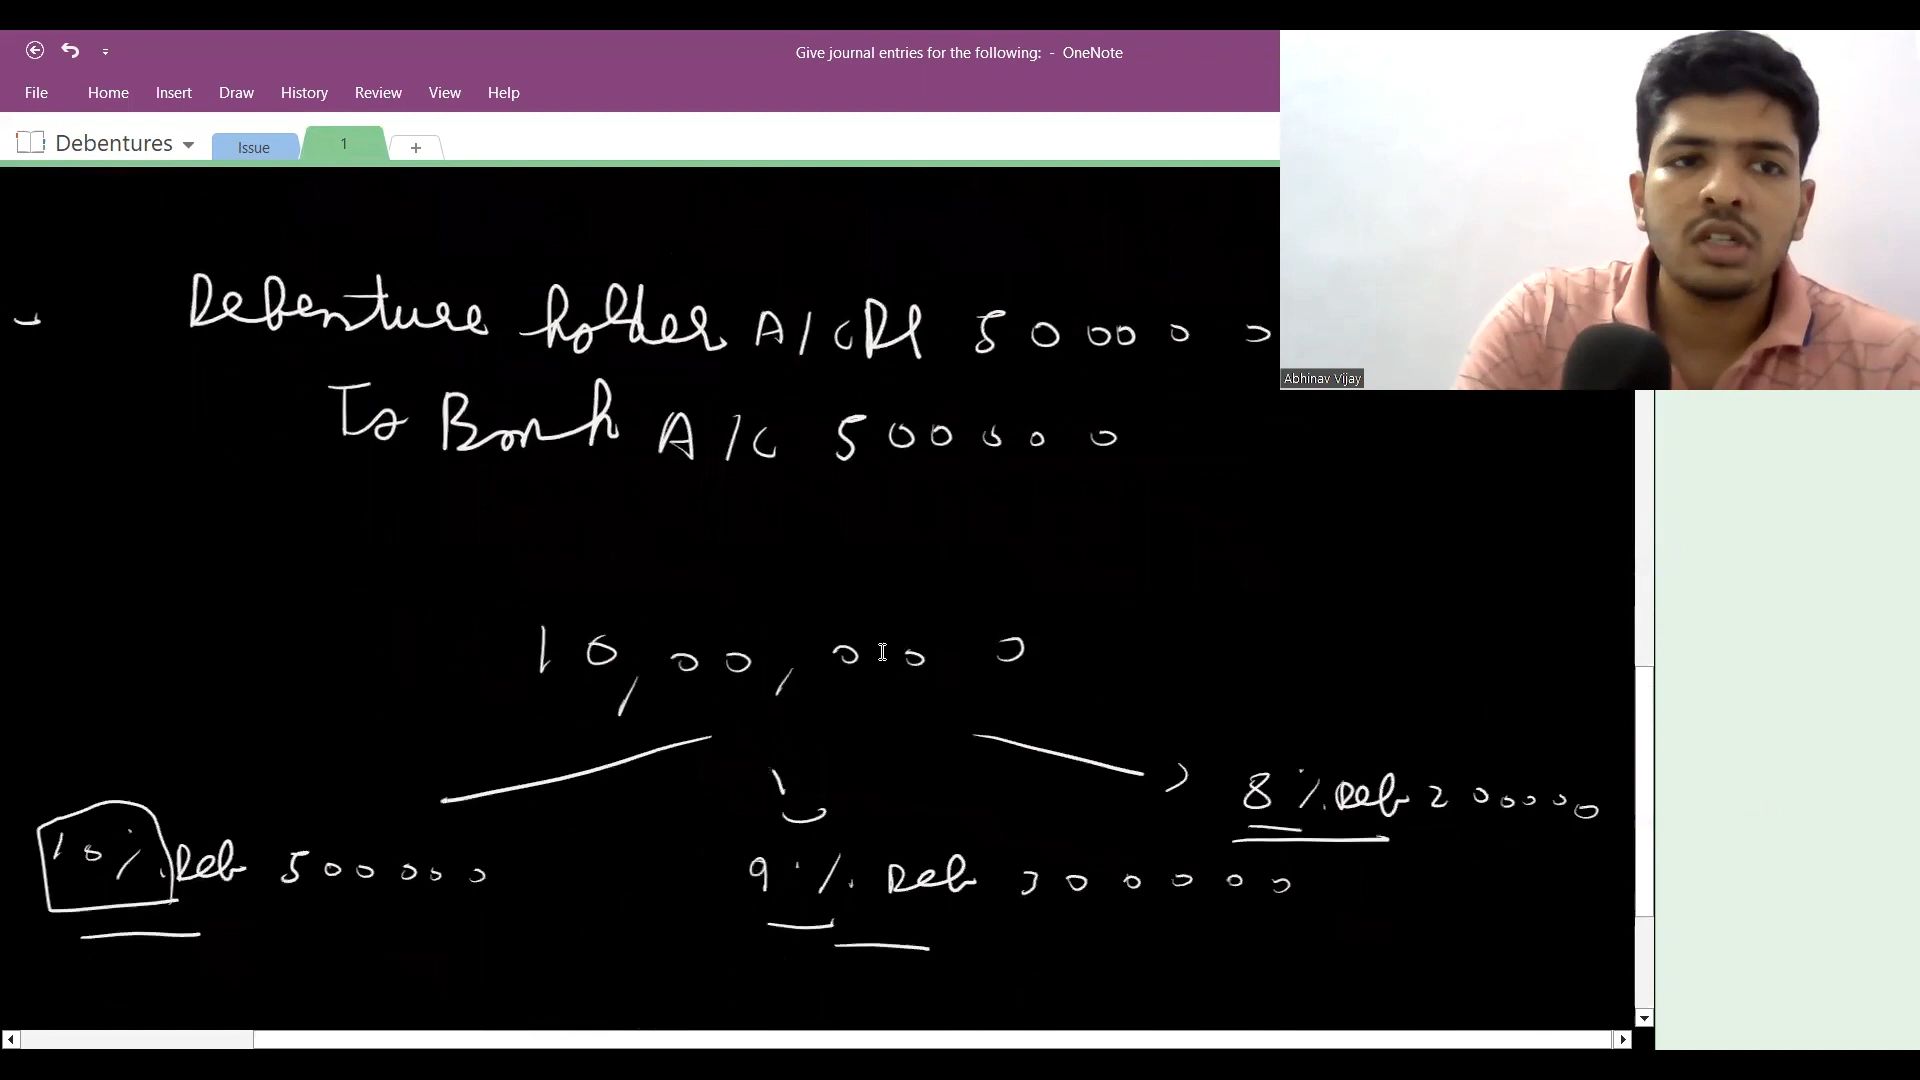 Give journal entries for the following: - OneNote
File Home Insert Draw History Review View Help
Debentures Issue 1 +
Debenture holder A/C Dr 500000
To Bank A/C 500000
Abhinav Vijay
10,00,000
8%.Deb 200000
10%.Deb 500000
9%. Deb 300000